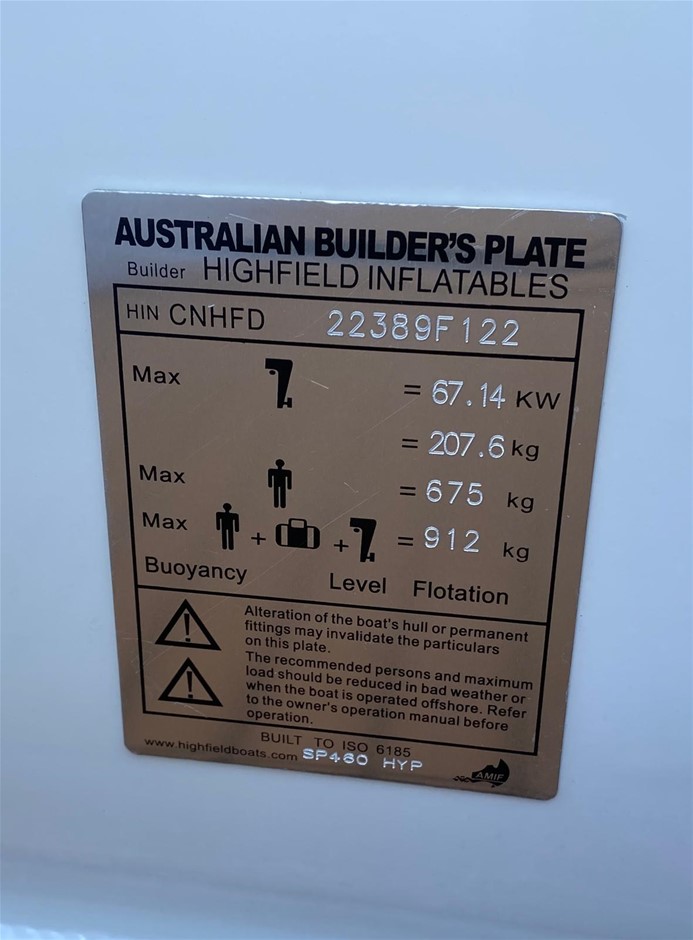 AUSTRALIAN BUILDER'S PLATE
Builder HIGHFIELD INFLATABLES
HIN CNHFD 22389F122
Max = 67.14 KW
= 207.6 kg
Max = 675 kg
Max + + = 912 kg
Buoyancy Level Flotation
Alteration of the boat's hull or permanent
fittings may invalidate the particulars
on this plate.
The recommended persons and maximum
load should be reduced in bad weather or
when the boat is operated offshore. Refer
to the owner's operation manual before
operation.
BUILT TO ISO 6185
www.highfieldboats.com SP460 HYP
AMIF